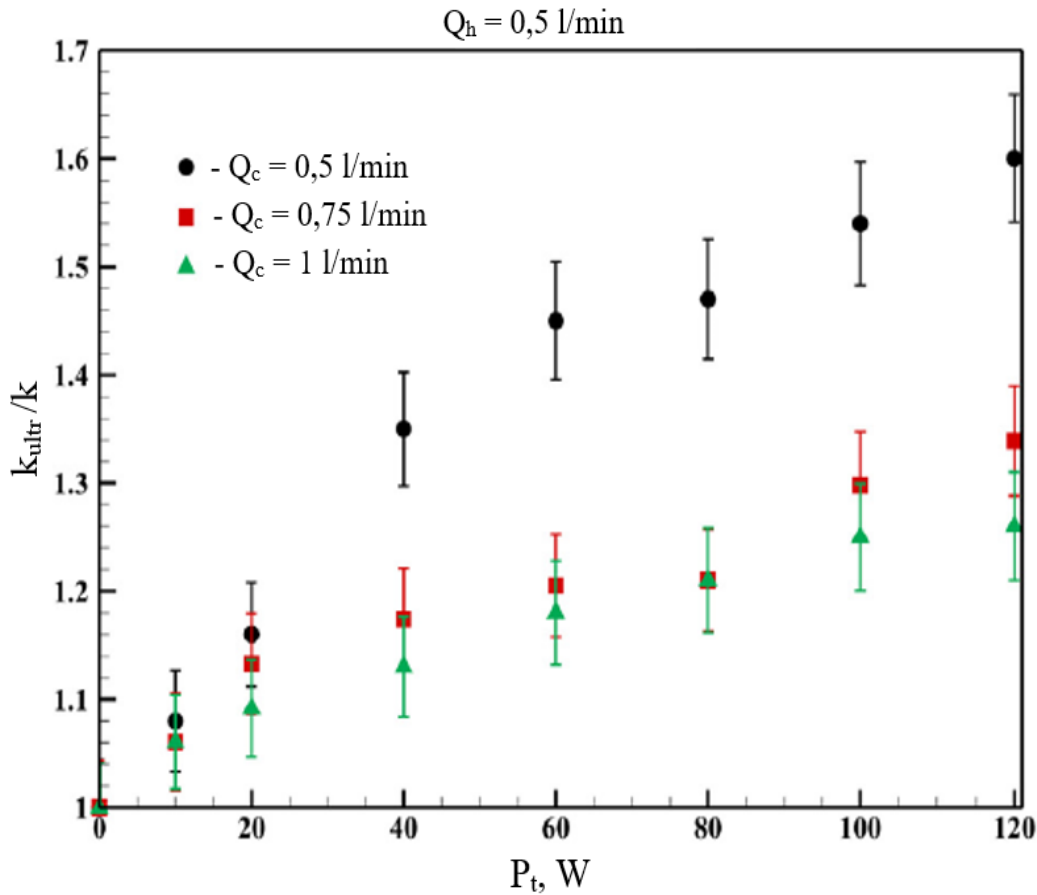 Qh = 0,5 l/min
1.7
1.6
1.5
1.4
1.3
1.2
1.1
1
kultr /k
- Qc = 0,5 l/min
- Qc = 0,75 l/min
- Qc = 1 l/min
0 20 40 60 80 100 120
Pt, W